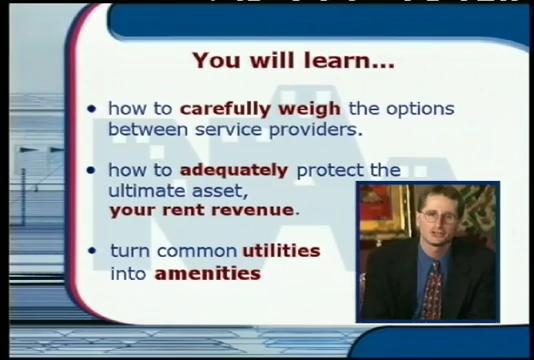 You will learn...
• how to carefully weigh the options
between service providers.
• how to adequately protect the
ultimate asset,
your rent revenue.
• turn common utilities
into amenities